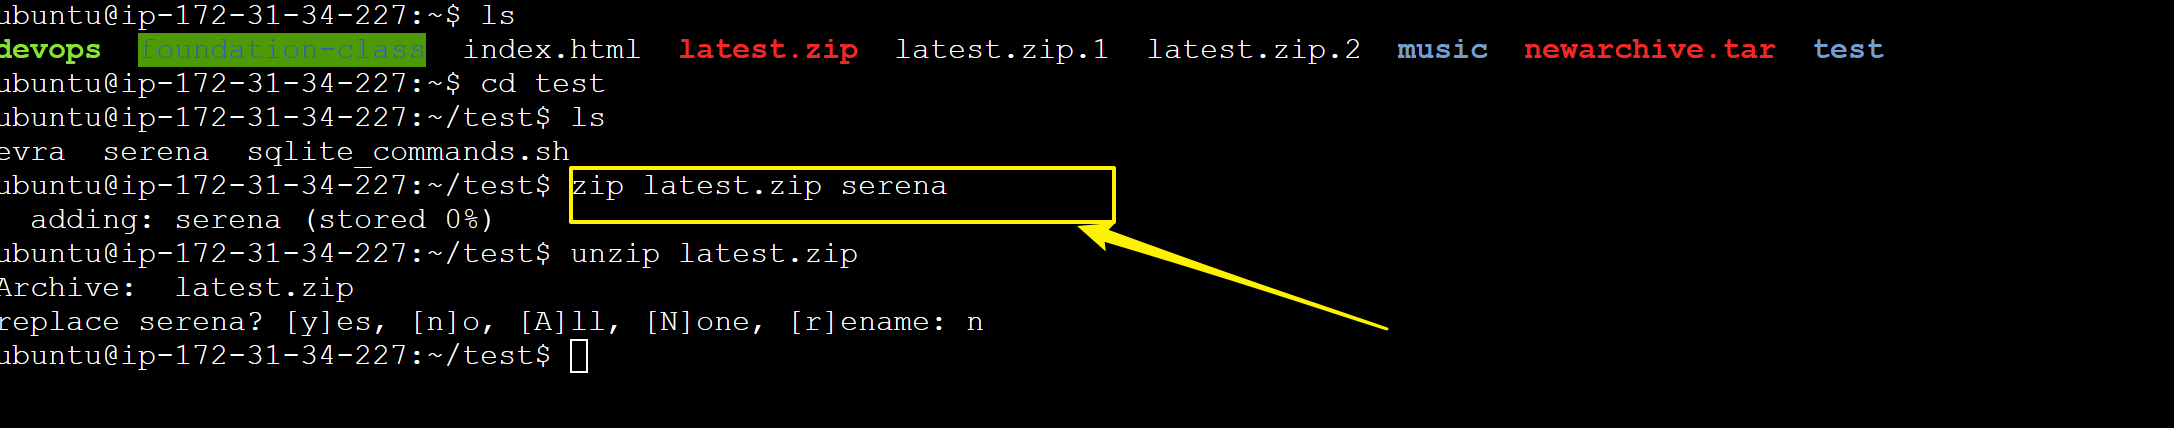 ubuntu@ip-172-31-34-227:~$ ls
devops  foundation-class  index.html  latest.zip  latest.zip.1  latest.zip.2  music  newarchive.tar  test
ubuntu@ip-172-31-34-227:~$ cd test
ubuntu@ip-172-31-34-227:~/test$ ls
evra  serena  sqlite_commands.sh
ubuntu@ip-172-31-34-227:~/test$ zip latest.zip serena
  adding: serena (stored 0%)
ubuntu@ip-172-31-34-227:~/test$ unzip latest.zip
Archive:  latest.zip
replace serena? [y]es, [n]o, [A]ll, [N]one, [r]ename: n
ubuntu@ip-172-31-34-227:~/test$